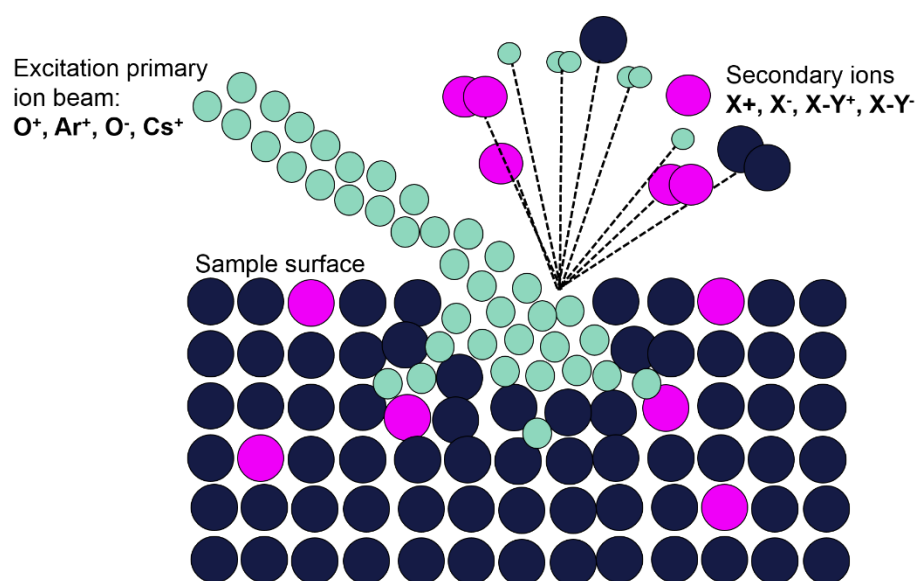 Excitation primary
ion beam:
O⁺, Ar⁺, O⁻, Cs⁺
Secondary ions
X+, X⁻, X-Y⁺, X-Y⁻
Sample surface